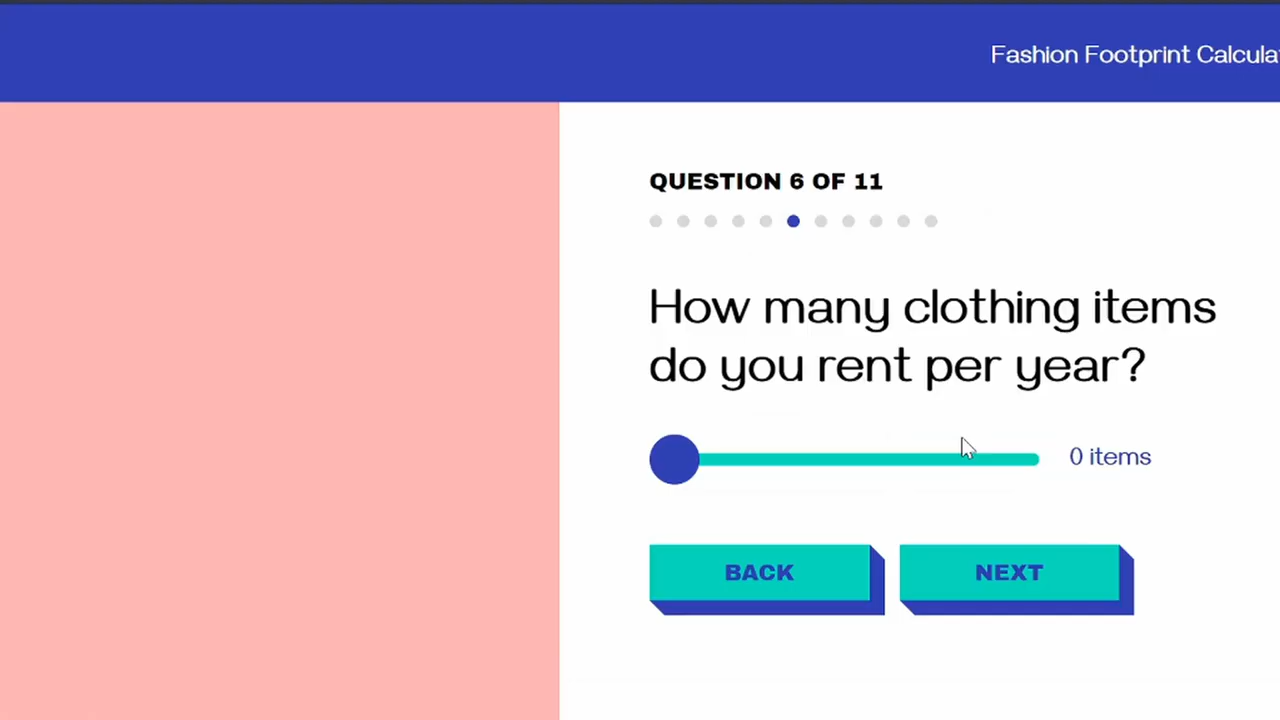 Fashion Footprint
QUESTION 6 OF 11
How many clothing items
do you rent per year?
0 items
BACK
NEXT